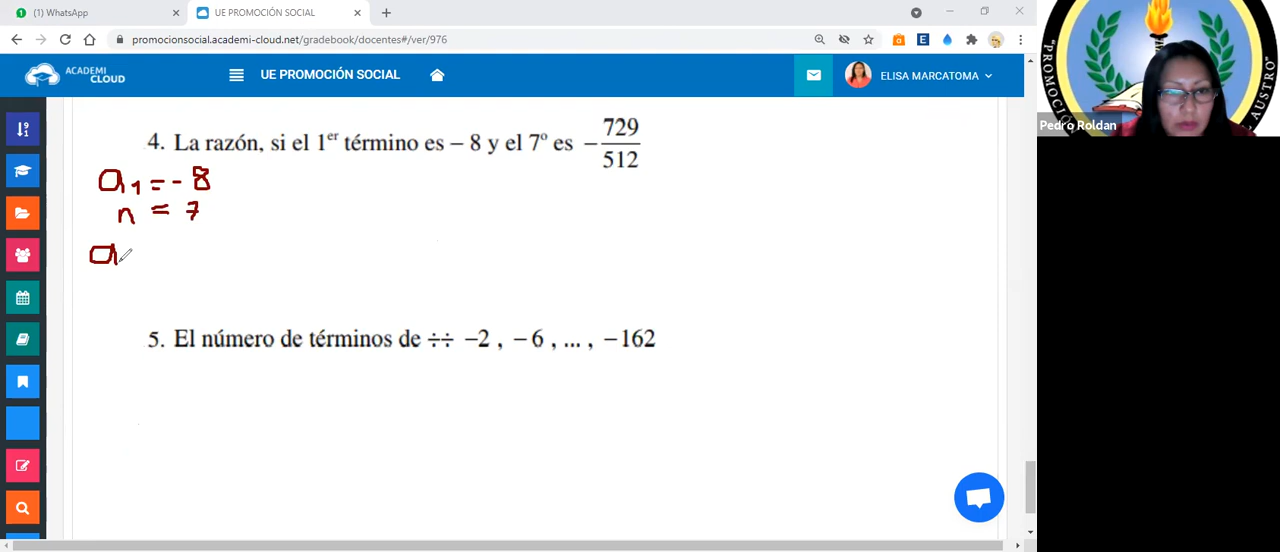 (1) WhatsApp
UE PROMOCIÓN SOCIAL
promocionsocial.academi-cloud.net/gradebook/docentes#/ver/976
ACADEMI
CLOUD
UE PROMOCIÓN SOCIAL
ELISA MARCATOMA
Pedro Roldan
4. La razón, si el 1er término es – 8 y el 7º es – 729/512
a1 = - 8
n = 7
a
5. El número de términos de ÷÷ –2 , – 6 , ... , –162